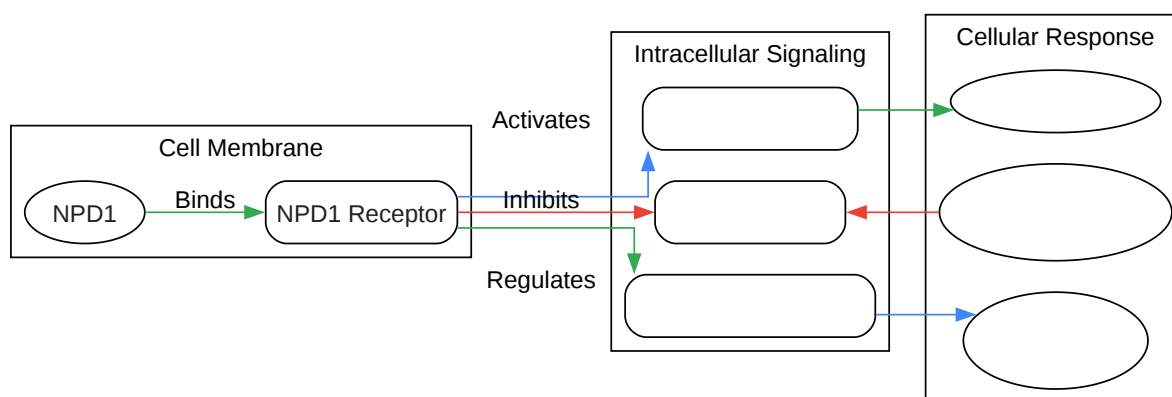 Cell Membrane
NPD1
Binds
NPD1 Receptor
Activates
Inhibits
Regulates
Intracellular Signaling
Cellular Response